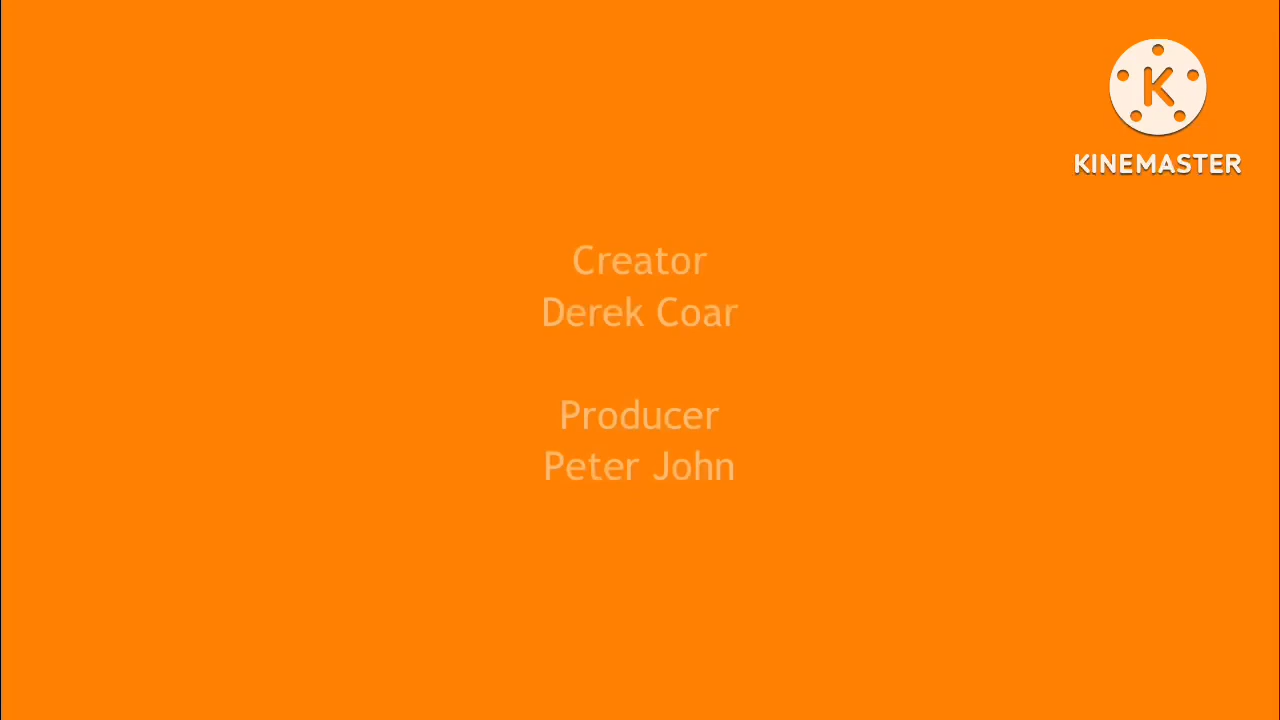 KINEMASTER
Creator
Derek Coar
Producer
Peter John